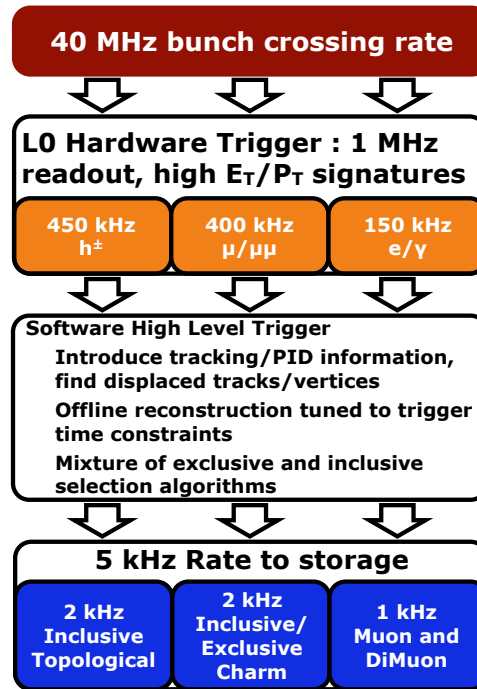 40 MHz bunch crossing rate
L0 Hardware Trigger : 1 MHz
readout, high E_T/P_T signatures
450 kHz
h±
400 kHz
μ/μμ
150 kHz
e/γ
Software High Level Trigger
Introduce tracking/PID information,
find displaced tracks/vertices
Offline reconstruction tuned to trigger
time constraints
Mixture of exclusive and inclusive
selection algorithms
5 kHz Rate to storage
2 kHz
Inclusive
Topological
2 kHz
Inclusive/
Exclusive
Charm
1 kHz
Muon and
DiMuon